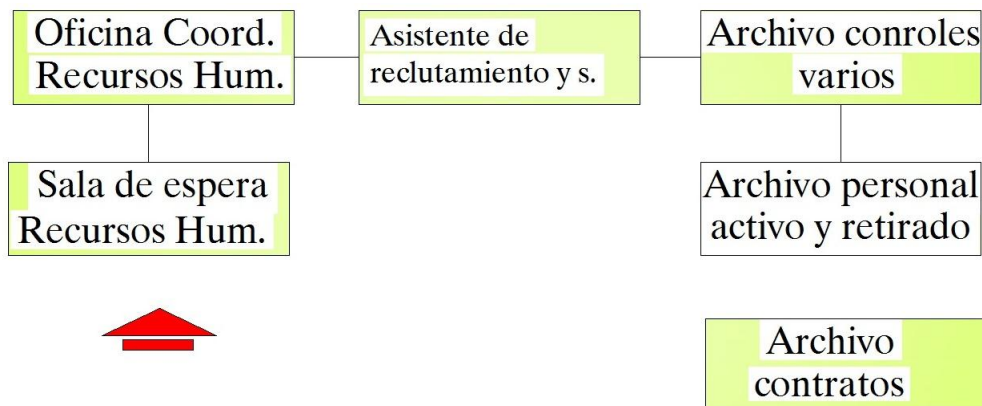 Oficina Coord.
Recursos Hum.
Asistente de
reclutamiento y s.
Archivo conroles
varios
Sala de espera
Recursos Hum.
Archivo personal
activo y retirado
Archivo
contratos